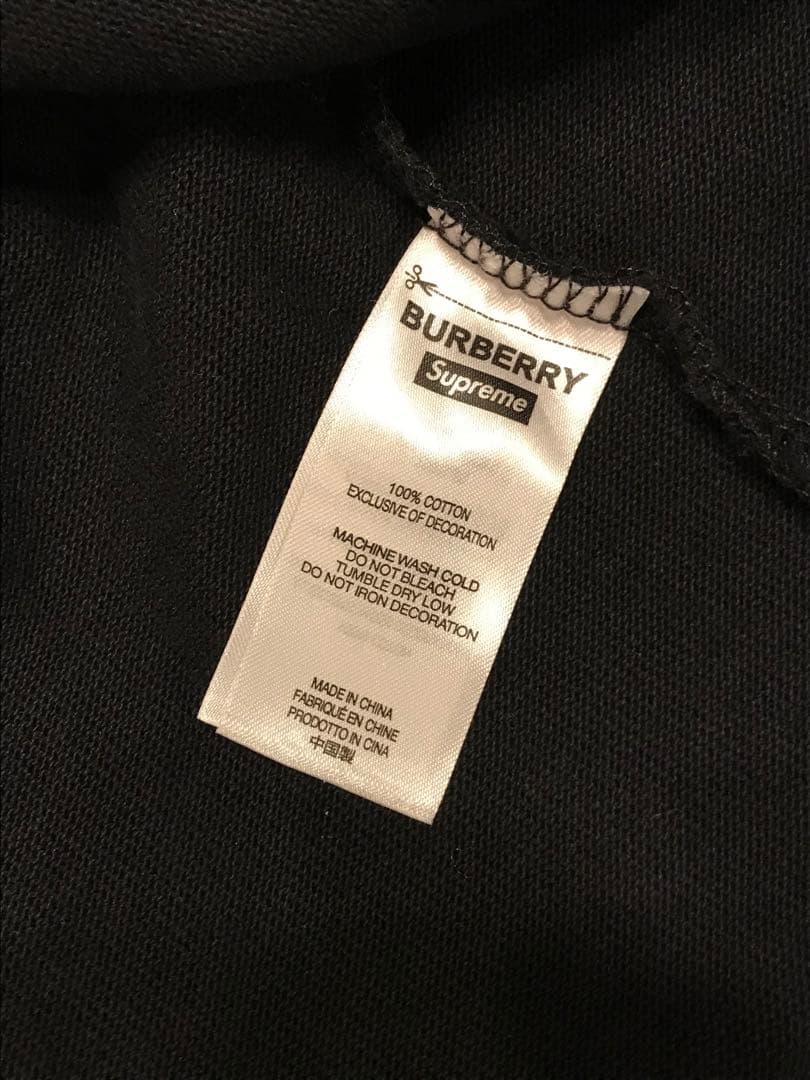 BURBERRY
Supreme
100% COTTON
EXCLUSIVE OF DECORATION
MACHINE WASH COLD
DO NOT BLEACH
TUMBLE DRY LOW
DO NOT IRON DECORATION
MADE IN CHINA
FABRIQUÉ EN CHINE
PRODOTTO IN CINA
中国製